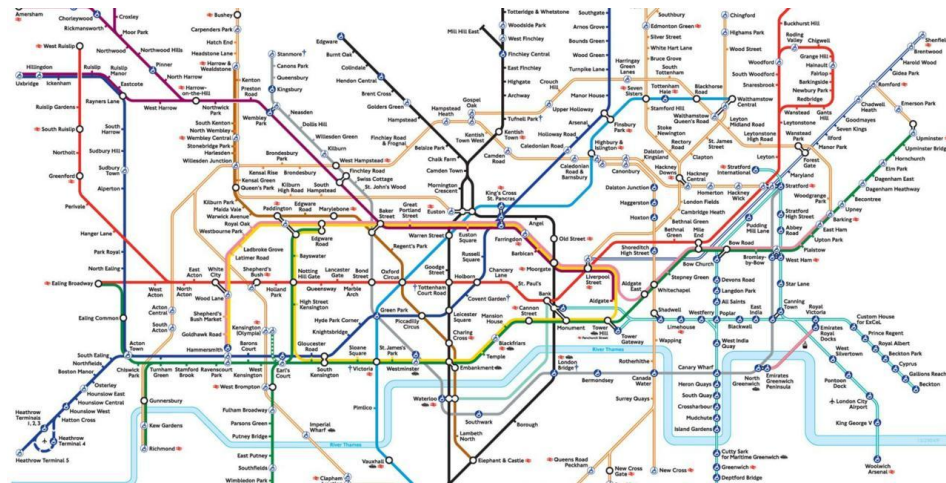 Amersham
Chorleywood
Rickmansworth
Croxley
Moor Park
Northwood
Northwood Hills
Pinner
North Harrow
Harrow-
on-the-Hill
West Harrow
Northwick
Park
Preston
Road
Wembley
Park
West Ruislip
Ruislip Gardens
South Ruislip
Northolt
Greenford
Perivale
Hanger Lane
Hillingdon
Uxbridge
Ickenham
Ruislip
Ruislip
Manor
Eastcote
Rayners Lane
South
Harrow
Sudbury Hill
Sudbury
Town
Alperton
Park Royal
North Ealing
Ealing Broadway
Ealing Common
West
Acton
North
Acton
East
Acton
White
City
Acton
Central
South
Acton
Acton
Town
South Ealing
Northfields
Boston Manor
Osterley
Hounslow East
Hounslow Central
Hounslow West
Hatton Cross
Heathrow
Terminals
1, 2, 3
Heathrow
Terminal 4
Heathrow Terminal 5
Chiswick
Park
Turnham
Green
Stamford
Brook
Ravenscourt
Park
West
Kensington
Hammersmith
Barons
Court
Earl's
Court
Gunnersbury
Kew Gardens
Richmond
Bushey
Carpenders Park
Hatch End
Headstone Lane
Harrow &
Wealdstone
Kenton
South Kenton
North Wembley
Wembley Central
Stonebridge Park
Harlesden
Willesden Junction
Kensal Rise
Kensal Green
Queen's Park
Brondesbury
Park
Brondesbury
Kilburn
High Road
South
Hampstead
Kilburn Park
Maida Vale
Warwick Avenue
Royal Oak
Westbourne Park
Ladbroke Grove
Latimer Road
Wood Lane
Shepherd's
Bush Market
Goldhawk Road
Shepherd's
Bush
Holland
Park
Kensington
(Olympia)
Stanmore
Canons Park
Queensbury
Kingsbury
Neasden
Dollis Hill
Willesden Green
Kilburn
West Hampstead
Finchley Road
Swiss Cottage
St. John's Wood
Finchley Road
& Frognal
Edgware
Burnt Oak
Colindale
Hendon Central
Brent Cross
Golders Green
Hampstead
Belsize Park
Chalk Farm
Camden Town
Mornington
Crescent
Hampstead
Heath
Gospel
Oak
Kentish
Town West
Kentish
Town
Camden
Road
Mill Hill East
Totteridge & Whetstone
Woodside Park
West Finchley
Finchley Central
East Finchley
Highgate
Archway
Tufnell Park
Crouch
Hill
Upper Holloway
Southgate
Arnos Grove
Bounds Green
Wood Green
Turnpike Lane
Manor House
Arsenal
Finsbury
Park
Holloway Road
Caledonian Road
Caledonian Road
& Barnsbury
Highbury &
Islington
Canonbury
Harringay
Green Lanes
South
Tottenham
Seven
Sisters
Tottenham
Hale
Blackhorse
Road
Southbury
Edmonton Green
Silver Street
White Hart Lane
Bruce Grove
Stamford Hill
Stoke
Newington
Rectory
Road
Clapton
St. James
Street
Walthamstow
Central
Walthamstow
Queen's Road
Chingford
Highams Park
Wood Street
Leyton
Midland Road
Leytonstone
High Road
Wanstead
Park
Buckhurst Hill
Roding
Valley
Chigwell
Grange Hill
Hainault
Fairlop
Barkingside
Newbury Park
Redbridge
Gants
Hill
Wanstead
Woodford
South Woodford
Snaresbrook
Leytonstone
Leyton
Shenfield
Brentwood
Harold Wood
Gidea Park
Romford
Chadwell
Heath
Goodmayes
Seven Kings
Ilford
Manor Park
Forest
Gate
Woodgrange
Park
Emerson Park
Upminster
Upminster Bridge
Hornchurch
Elm Park
Dagenham East
Dagenham Heathway
Becontree
Upney
Barking
East Ham
Upton Park
Plaistow
West Ham
Stratford
International
Stratford
Stratford
High Street
Abbey
Road
Pudding
Mill Lane
Bow Road
Bow Church
Bromley-
by-Bow
Mile
End
Dalston
Kingsland
Hackney
Downs
Hackney
Central
Homerton
Hackney
Wick
London Fields
Cambridge Heath
Bethnal Green
Bethnal
Green
Dalston Junction
Haggerston
Hoxton
Shoreditch
High Street
Stepney Green
Whitechapel
Aldgate
East
Aldgate
Liverpool
Street
Moorgate
Old Street
Angel
King's Cross
St. Pancras
Euston
Euston
Square
Warren Street
Great
Portland
Street
Baker
Street
Regent's Park
Marylebone
Edgware
Road
Edgware
Road
Paddington
Bayswater
Notting
Hill Gate
Queensway
Lancaster
Gate
Marble
Arch
Bond
Street
Oxford
Circus
Goodge
Street
Tottenham
Court Road
Russell
Square
Holborn
Chancery
Lane
St. Paul's
Farringdon
Barbican
Bank
Covent Garden
Leicester
Square
Piccadilly
Circus
Green Park
Hyde Park Corner
Knightsbridge
High Street
Kensington
Gloucester
Road
South
Kensington
Sloane
Square
Victoria
St. James's
Park
Westminster
Charing
Cross
Embankment
Temple
Blackfriars
Mansion
House
Cannon
Street
Monument
Tower
Hill
Fenchurch Street
Tower
Gateway
London
Bridge
Bermondsey
Canada
Water
Waterloo
Southwark
Lambeth
North
Borough
Elephant & Castle
Pimlico
Vauxhall
River Thames
River Thames
West Brompton
Fulham Broadway
Parsons Green
Putney Bridge
East Putney
Southfields
Wimbledon Park
Imperial
Wharf
Clapham
Shadwell
Wapping
Rotherhithe
Surrey Quays
Queens Road
Peckham
New Cross
Gate
New Cross
Limehouse
Westferry
Poplar
Blackwall
East
India
Canning
Town
Star Lane
Devons Road
Langdon Park
All Saints
West
India Quay
Canary Wharf
Heron Quays
South Quay
Crossharbour
Mudchute
Island Gardens
Cutty Sark
for Maritime Greenwich
Greenwich
Deptford Bridge
North
Greenwich
Emirates
Greenwich
Peninsula
Emirates
Royal
Docks
Royal
Victoria
Custom House
for ExCeL
Prince Regent
Royal Albert
Beckton Park
Cyprus
Gallions Reach
Beckton
West
Silvertown
Pontoon
Dock
London City
Airport
King George V
Woolwich
Arsenal